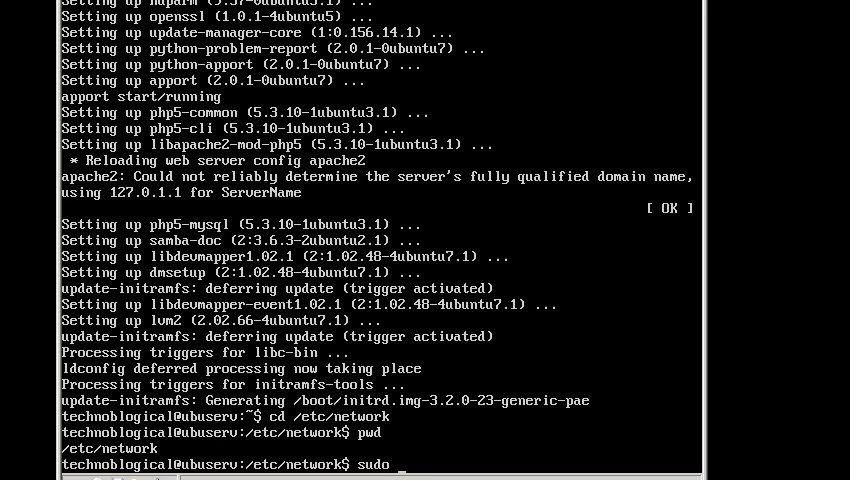 Setting up hdparm (9.37-0ubuntu3.1) ...
Setting up openssl (1.0.1-4ubuntu5) ...
Setting up update-manager-core (1:0.156.14.1) ...
Setting up python-problem-report (2.0.1-0ubuntu7) ...
Setting up python-apport (2.0.1-0ubuntu7) ...
Setting up apport (2.0.1-0ubuntu7) ...
apport start/running
Setting up php5-common (5.3.10-1ubuntu3.1) ...
Setting up php5-cli (5.3.10-1ubuntu3.1) ...
Setting up libapache2-mod-php5 (5.3.10-1ubuntu3.1) ...
* Reloading web server config apache2
apache2: Could not reliably determine the server's fully qualified domain name,
using 127.0.1.1 for ServerName
[ OK ]
Setting up php5-mysql (5.3.10-1ubuntu3.1) ...
Setting up samba-doc (2:3.6.3-2ubuntu2.1) ...
Setting up libdevmapper1.02.1 (2:1.02.48-4ubuntu7.1) ...
Setting up dmsetup (2:1.02.48-4ubuntu7.1) ...
update-initramfs: deferring update (trigger activated)
Setting up libdevmapper-event1.02.1 (2:1.02.48-4ubuntu7.1) ...
Setting up lvm2 (2.02.66-4ubuntu7.1) ...
update-initramfs: deferring update (trigger activated)
Processing triggers for libc-bin ...
ldconfig deferred processing now taking place
Processing triggers for initramfs-tools ...
update-initramfs: Generating /boot/initrd.img-3.2.0-23-generic-pae
technoblogical@ubuserv:~$ cd /etc/network
technoblogical@ubuserv:/etc/network$ pwd
/etc/network
technoblogical@ubuserv:/etc/network$ sudo _